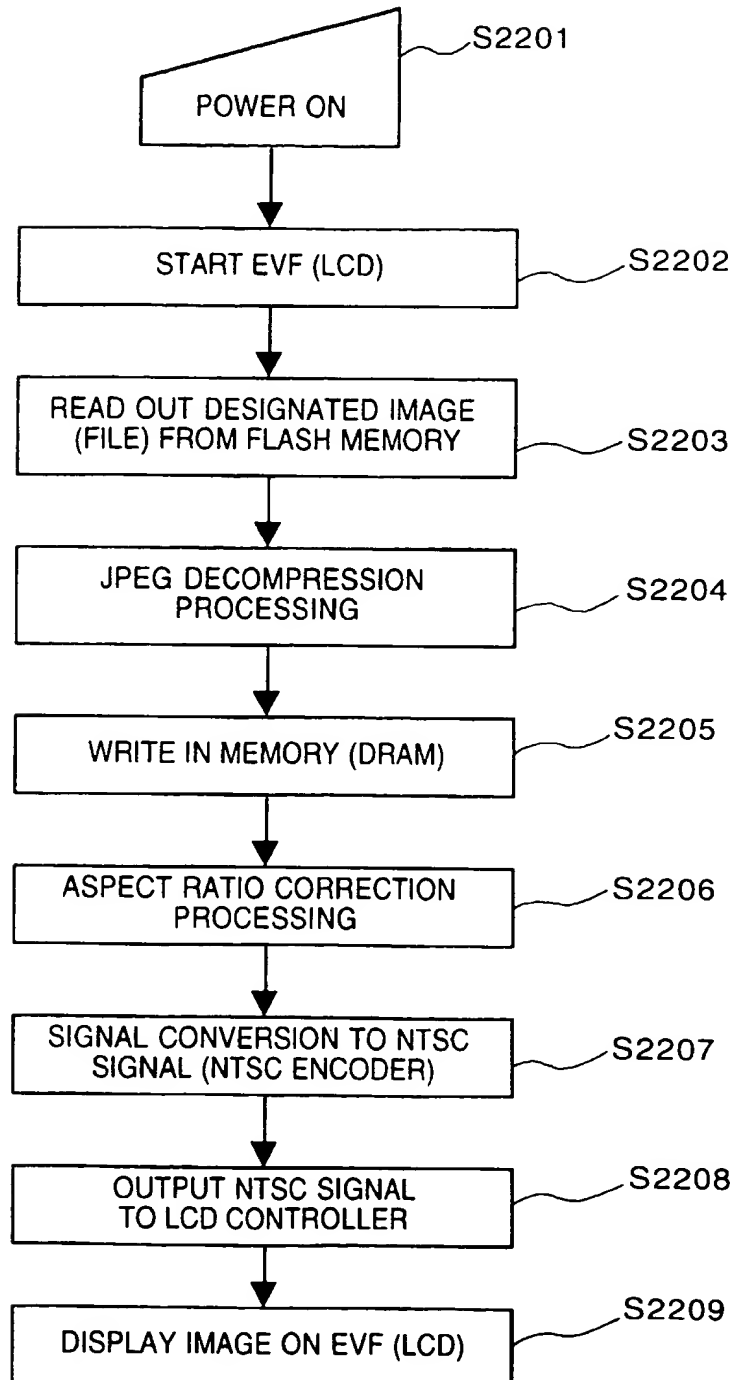 S2201
POWER ON
START EVF (LCD)
S2202
READ OUT DESIGNATED IMAGE
(FILE) FROM FLASH MEMORY
S2203
JPEG DECOMPRESSION
PROCESSING
S2204
WRITE IN MEMORY (DRAM)
S2205
ASPECT RATIO CORRECTION
PROCESSING
S2206
SIGNAL CONVERSION TO NTSC
SIGNAL (NTSC ENCODER)
S2207
OUTPUT NTSC SIGNAL
TO LCD CONTROLLER
S2208
DISPLAY IMAGE ON EVF (LCD)
S2209